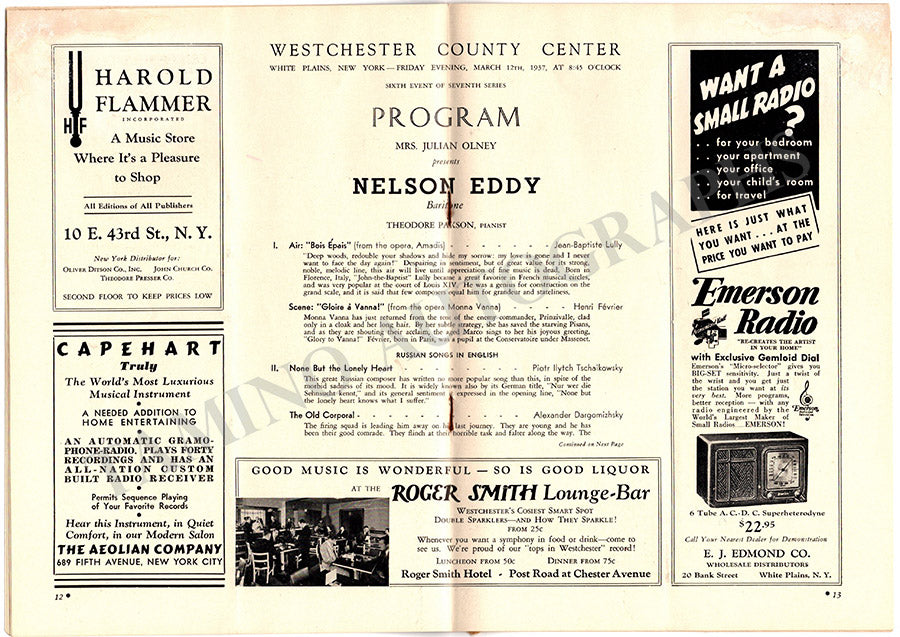 HAROLD
FLAMMER
INCORPORATED
HF
A Music Store
Where It's a Pleasure
to Shop
All Editions of All Publishers
10 E. 43rd St., N. Y.
New York Distributor for:
OLIVER DITSON CO., INC. JOHN CHURCH CO.
THEODORE PRESSER CO.
SECOND FLOOR TO KEEP PRICES LOW
CAPEHART
Truly
The World's Most Luxurious
Musical Instrument
A NEEDED ADDITION TO
HOME ENTERTAINING
AN AUTOMATIC GRAMO-
PHONE-RADIO. PLAYS FORTY
RECORDINGS AND HAS AN
ALL-NATION CUSTOM
BUILT RADIO RECEIVER
Permits Sequence Playing
of Your Favorite Records
Hear this Instrument, in Quiet
Comfort, in our Modern Salon
THE AEOLIAN COMPANY
689 FIFTH AVENUE, NEW YORK CITY
12 •
WESTCHESTER COUNTY CENTER
WHITE PLAINS, NEW YORK—FRIDAY EVENING, MARCH 12TH, 1937, AT 8:45 O'CLOCK
SIXTH EVENT OF SEVENTH SERIES
PROGRAM
MRS. JULIAN OLNEY
presents
NELSON EDDY
Baritone
THEODORE PAXSON, PIANIST
I. Air: "Bois Épais" (from the opera, Amadis) - - - - - - Jean-Baptiste Lully
"Deep woods, redouble your shadows and hide my sorrow: my love is gone and I never
want to face the day again!" Despairing in sentiment, but of great value for its strong,
noble, melodic line, this air will live until appreciation of fine music is dead. Born in
Florence, Italy, "John-the-Baptist" Lully became a great favorite in French musical circles,
and was very popular at the court of Louis XIV. He was a genius for construction on the
grand scale, and it is said that few composers equal him for grandeur and stateliness.
Scene: "Gloire à Vanna!" (from the opera Monna Vanna) - - - - Henri Février
Monna Vanna has just returned from the tent of the enemy commander, Prinzivalle, clad
only in a cloak and her long hair. By her subtle strategy, she has saved the starving Pisans,
and as they are shouting their acclaim, the aged Marco sings to her his joyous greeting,
"Glory to Vanna!" Février, born in Paris, was a pupil at the Conservatoire under Massenet.
RUSSIAN SONGS IN ENGLISH
II. None But the Lonely Heart - - - - - - Piotr Ilytch Tschaikowsky
This great Russian composer has written no more popular song than this, in spite of the
morbid sadness of its mood. It is widely known also by its German title, "Nur wer die
Sehnsucht kennt," and its general sentiment is expressed in the opening line, "None but
the lonely heart knows what I suffer."
The Old Corporal - - - - - - Alexander Dargomizhsky
The firing squad is leading him away on his last journey. They are young and he has
been their good comrade. They flinch at their horrible task and falter along the way. The
Continued on Next Page
GOOD MUSIC IS WONDERFUL — SO IS GOOD LIQUOR
AT THE ROGER SMITH Lounge-Bar
WESTCHESTER'S COSIEST SMART SPOT
DOUBLE SPARKLERS—AND HOW THEY SPARKLE!
FROM 25c
Whenever you want a symphony in food or drink—come to
see us. We're proud of our "tops in Westchester" record!
LUNCHEON FROM 50c DINNER FROM 75c
Roger Smith Hotel - Post Road at Chester Avenue
WANT A
SMALL RADIO
?
. . for your bedroom
. . your apartment
. . your office
. . your child's room
. . for travel
HERE IS JUST WHAT
YOU WANT ... AT THE
PRICE YOU WANT TO PAY
Emerson
Radio
"RE-CREATES THE ARTIST
IN YOUR HOME"
with Exclusive Gemloid Dial
Emerson's "Micro-selector" gives you
BIG-SET sensitivity. Just a twist
of the wrist and you get just
the station you want at its
very best. More programs,
better reception — with any
radio engineered by the
World's Largest Maker of
Small Radios...EMERSON!
Emerson
6 Tube A. C.-D. C. Superheterodyne
$22.95
Call Your Nearest Dealer for Demonstration
E. J. EDMOND CO.
WHOLESALE DISTRIBUTORS
20 Bank Street White Plains, N. Y.
• 13
TAMINO AUTOGRAPHS